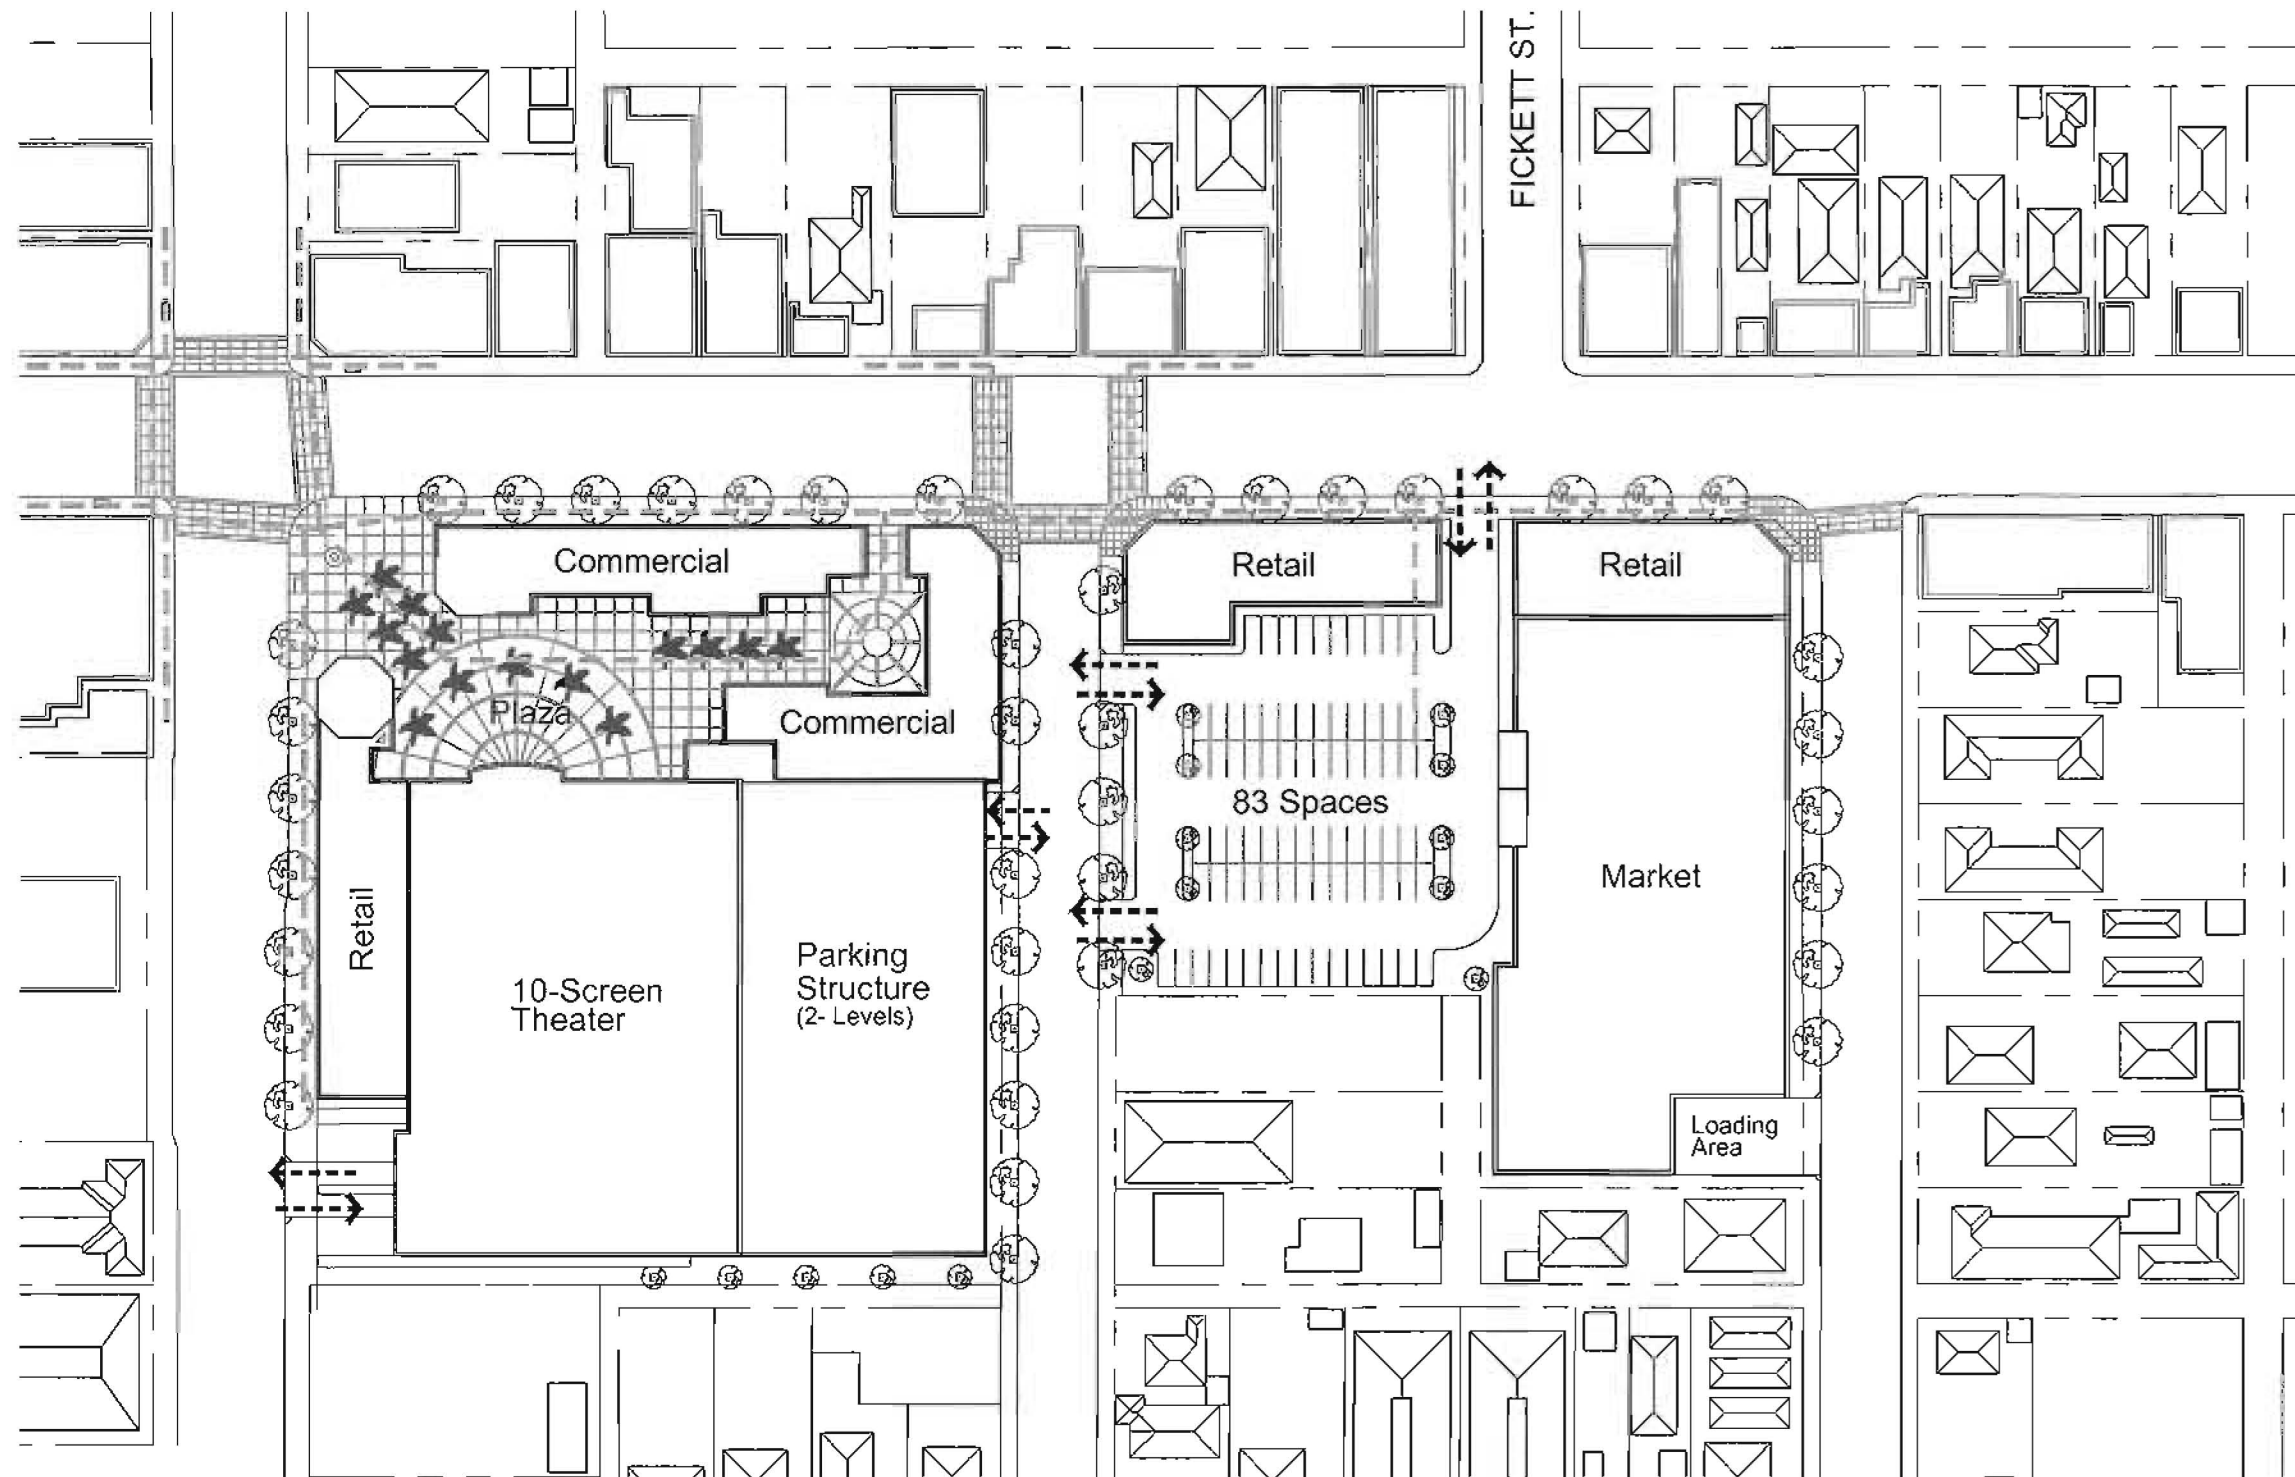 FICKETT ST.
Commercial
Retail
Retail
Plaza
Commercial
83 Spaces
Market
Retail
10-Screen
Theater
Parking
Structure
(2- Levels)
Loading
Area